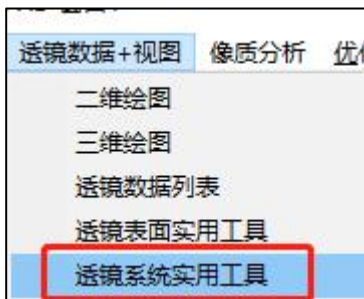 透镜数据+视图 像质分析
二维绘图
三维绘图
透镜数据列表
透镜表面实用工具
透镜系统实用工具